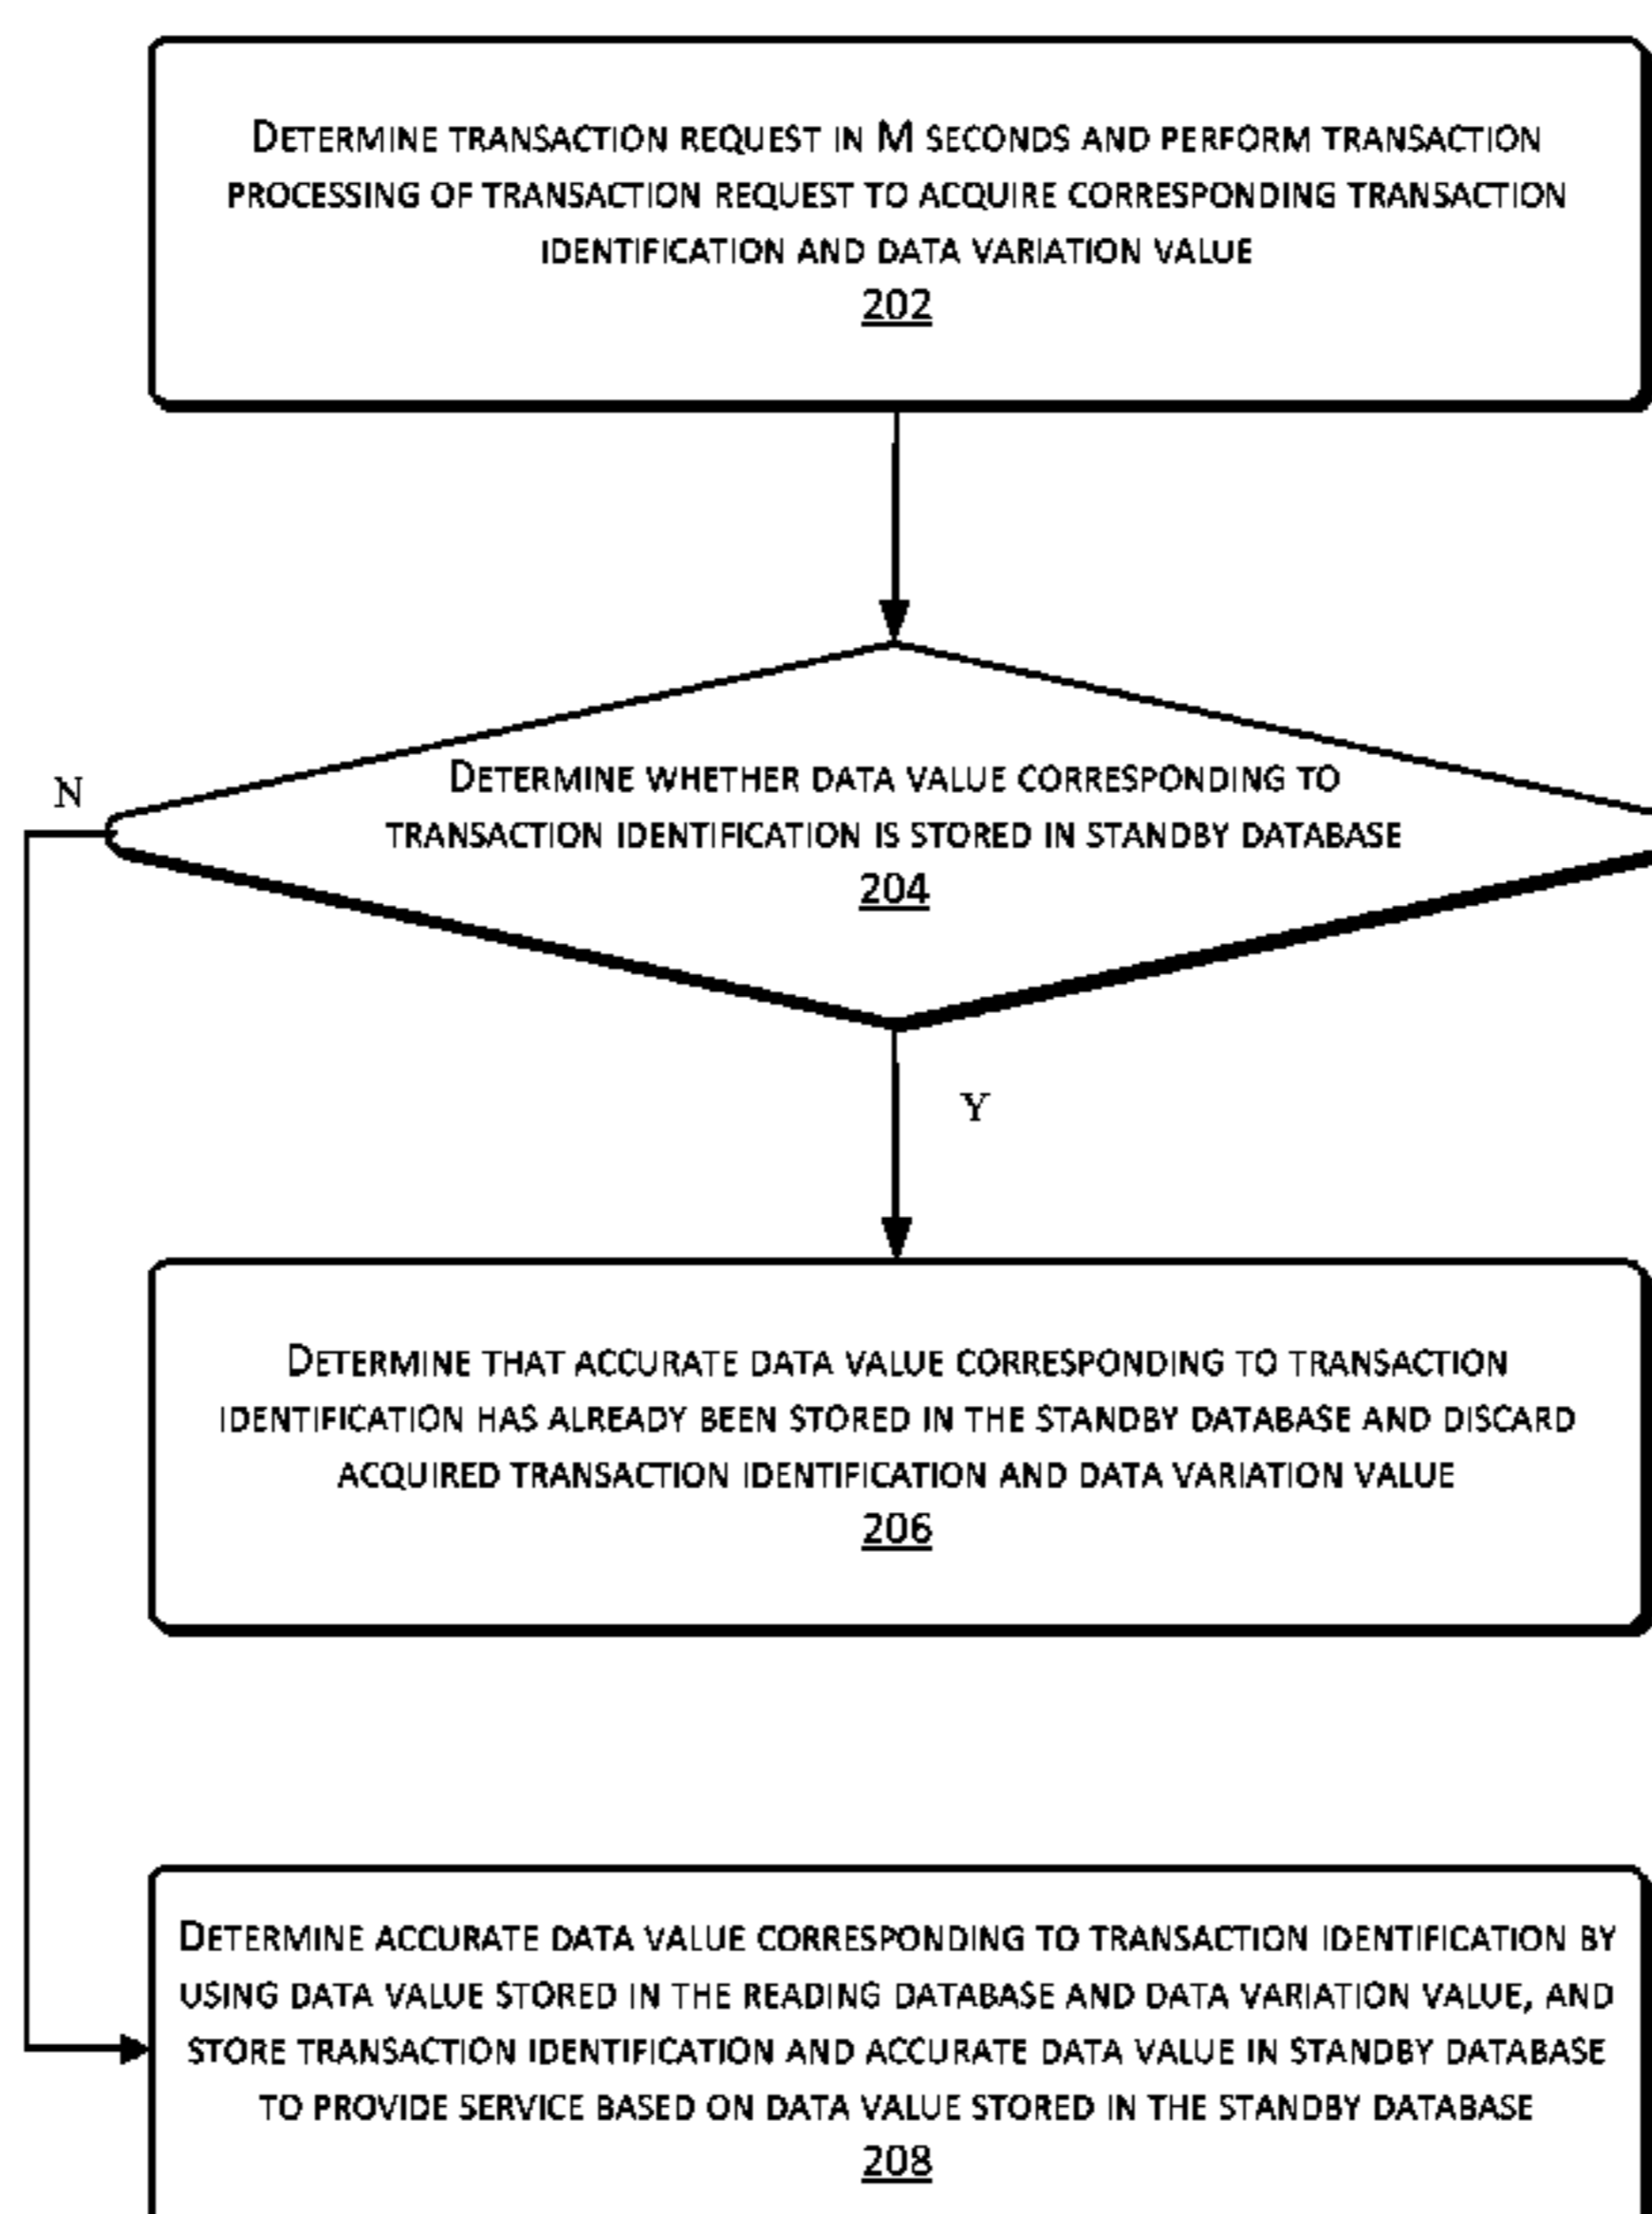 DETERMINE TRANSACTION REQUEST IN M SECONDS AND PERFORM TRANSACTION
PROCESSING OF TRANSACTION REQUEST TO ACQUIRE CORRESPONDING TRANSACTION
IDENTIFICATION AND DATA VARIATION VALUE
202
N
DETERMINE WHETHER DATA VALUE CORRESPONDING TO
TRANSACTION IDENTIFICATION IS STORED IN STANDBY DATABASE
204
Y
DETERMINE THAT ACCURATE DATA VALUE CORRESPONDING TO TRANSACTION
IDENTIFICATION HAS ALREADY BEEN STORED IN THE STANDBY DATABASE AND DISCARD
ACQUIRED TRANSACTION IDENTIFICATION AND DATA VARIATION VALUE
206
DETERMINE ACCURATE DATA VALUE CORRESPONDING TO TRANSACTION IDENTIFICATION BY
USING DATA VALUE STORED IN THE READING DATABASE AND DATA VARIATION VALUE, AND
STORE TRANSACTION IDENTIFICATION AND ACCURATE DATA VALUE IN STANDBY DATABASE
TO PROVIDE SERVICE BASED ON DATA VALUE STORED IN THE STANDBY DATABASE
208